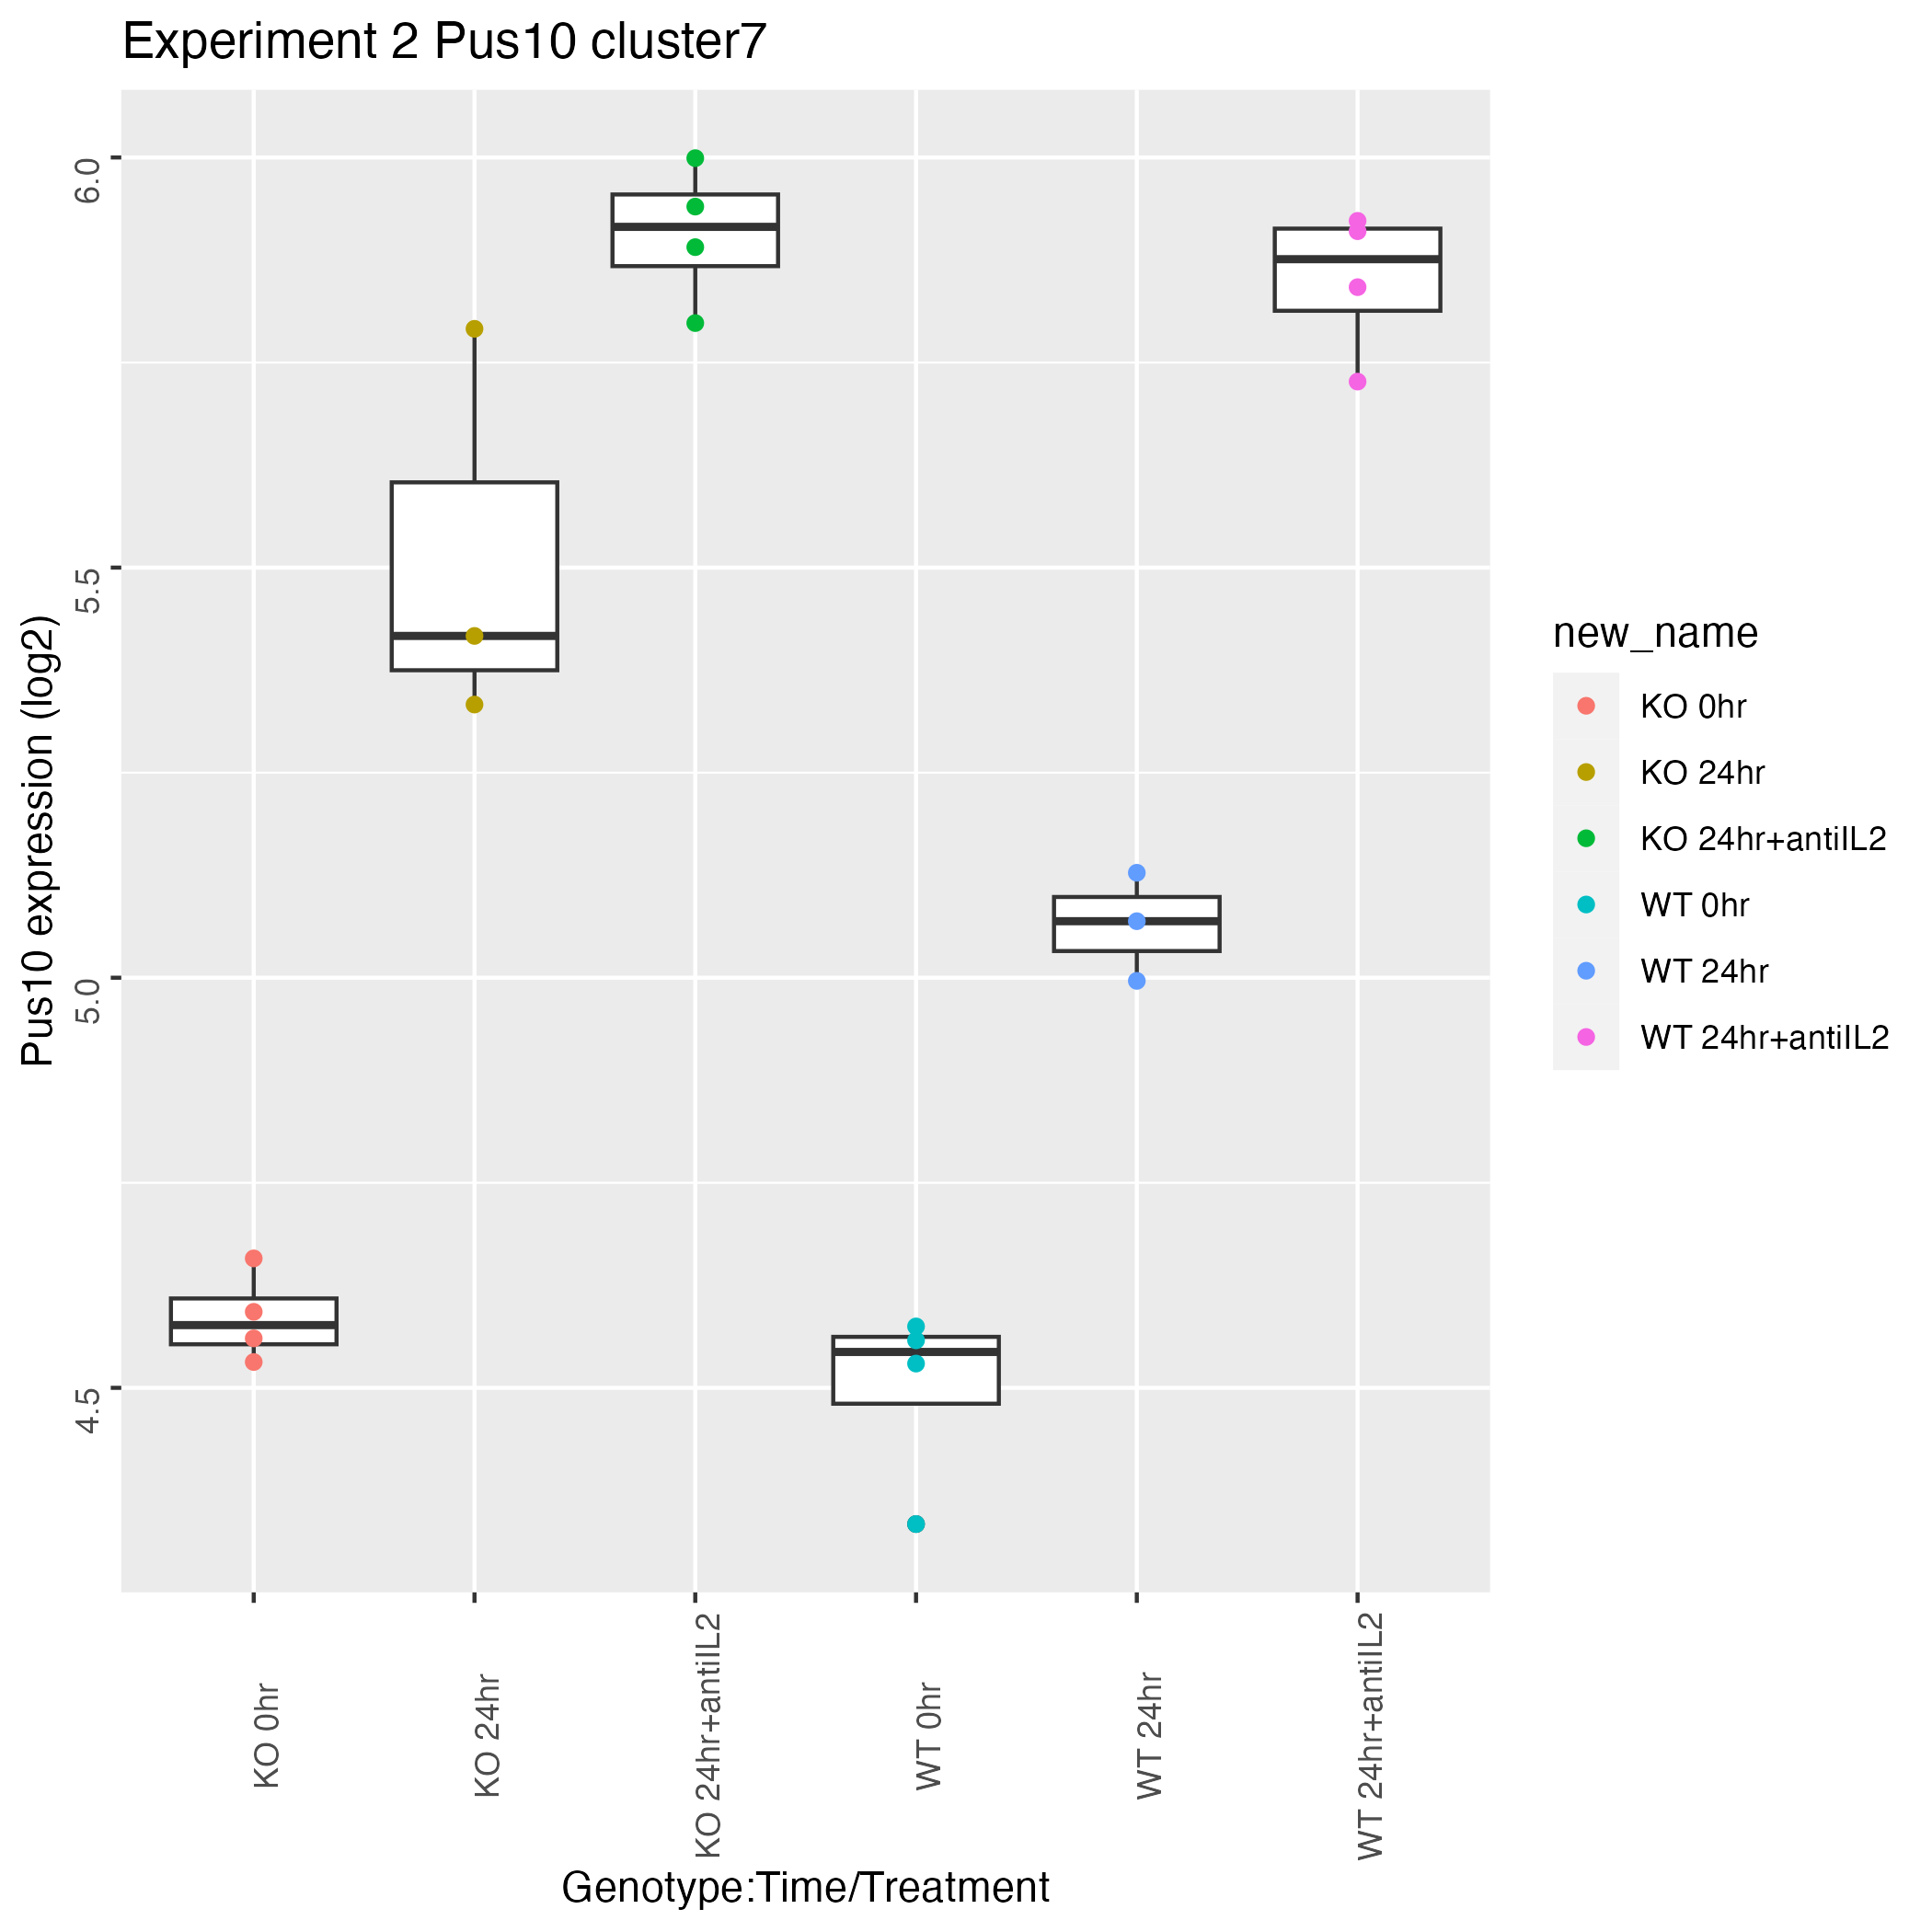 Experiment 2 Pus10 cluster7
Pus10 expression (log2)
6.0
5.5
5.0
4.5
KO 0hr
KO 24hr
KO 24hr+antiIL2
WT 0hr
WT 24hr
WT 24hr+antiIL2
Genotype:Time/Treatment
new_name
KO 0hr
KO 24hr
KO 24hr+antiIL2
WT 0hr
WT 24hr
WT 24hr+antiIL2